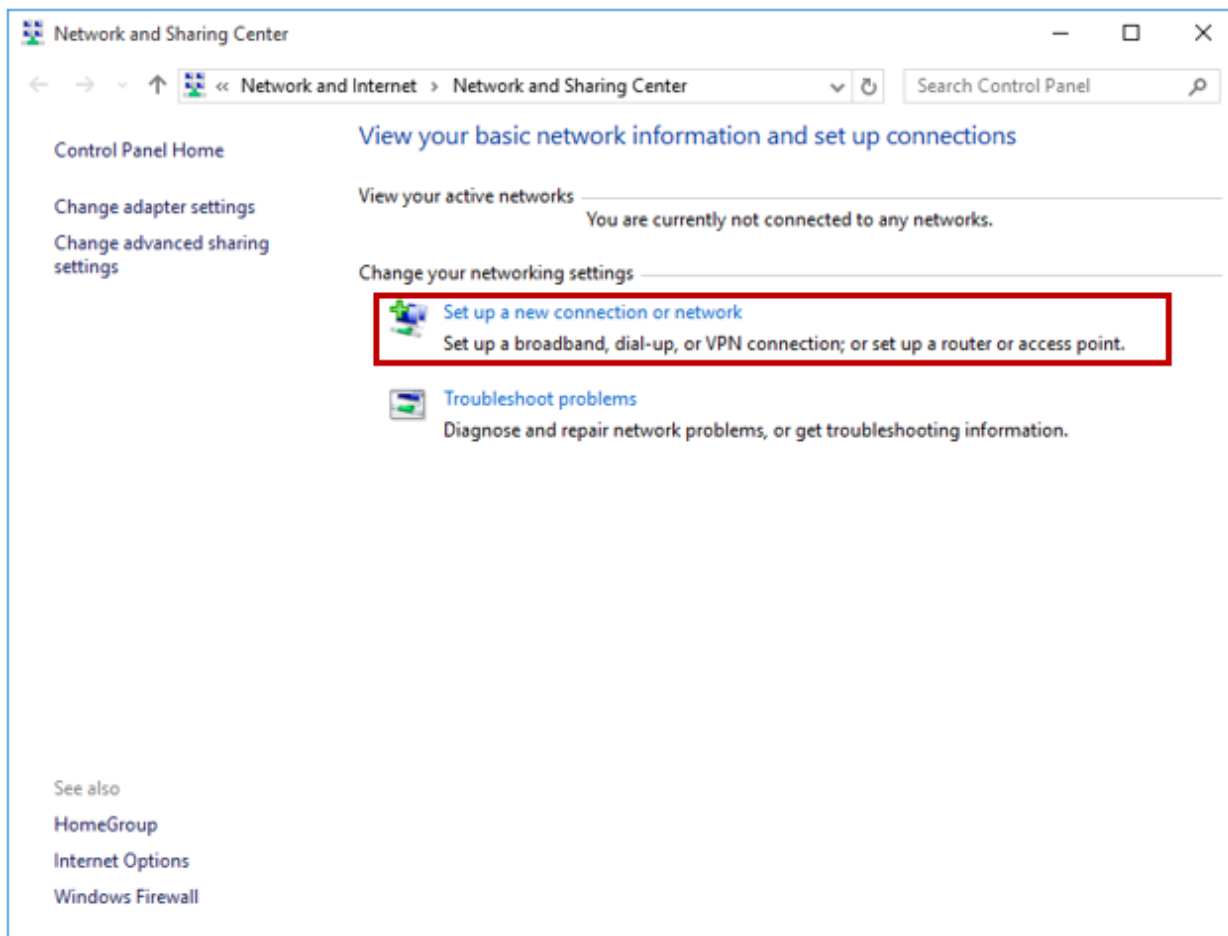 Network and Sharing Center
« Network and Internet › Network and Sharing Center
Search Control Panel
Control Panel Home
Change adapter settings
Change advanced sharing
settings
View your basic network information and set up connections
View your active networks
You are currently not connected to any networks.
Change your networking settings
Set up a new connection or network
Set up a broadband, dial-up, or VPN connection; or set up a router or access point.
Troubleshoot problems
Diagnose and repair network problems, or get troubleshooting information.
See also
HomeGroup
Internet Options
Windows Firewall